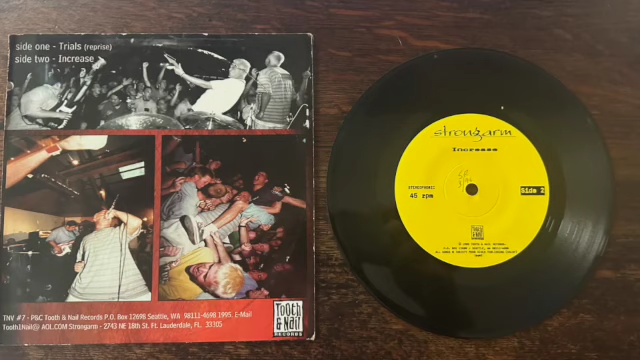 side one - Trials (reprise)
side two - Increase
TNV #7 - P&C Tooth & Nail Records P.O. Box 12698 Seattle, WA 98111-4698 1995. E-Mail
Tooth1Nail@ AOL.COM Strongarm - 2743 NE 18th St. Ft. Lauderdale, FL. 33305
Tooth
& Nail
RECORDS
strongarm
Increase
45 rpm
Side 2
TOOTH
& NAIL